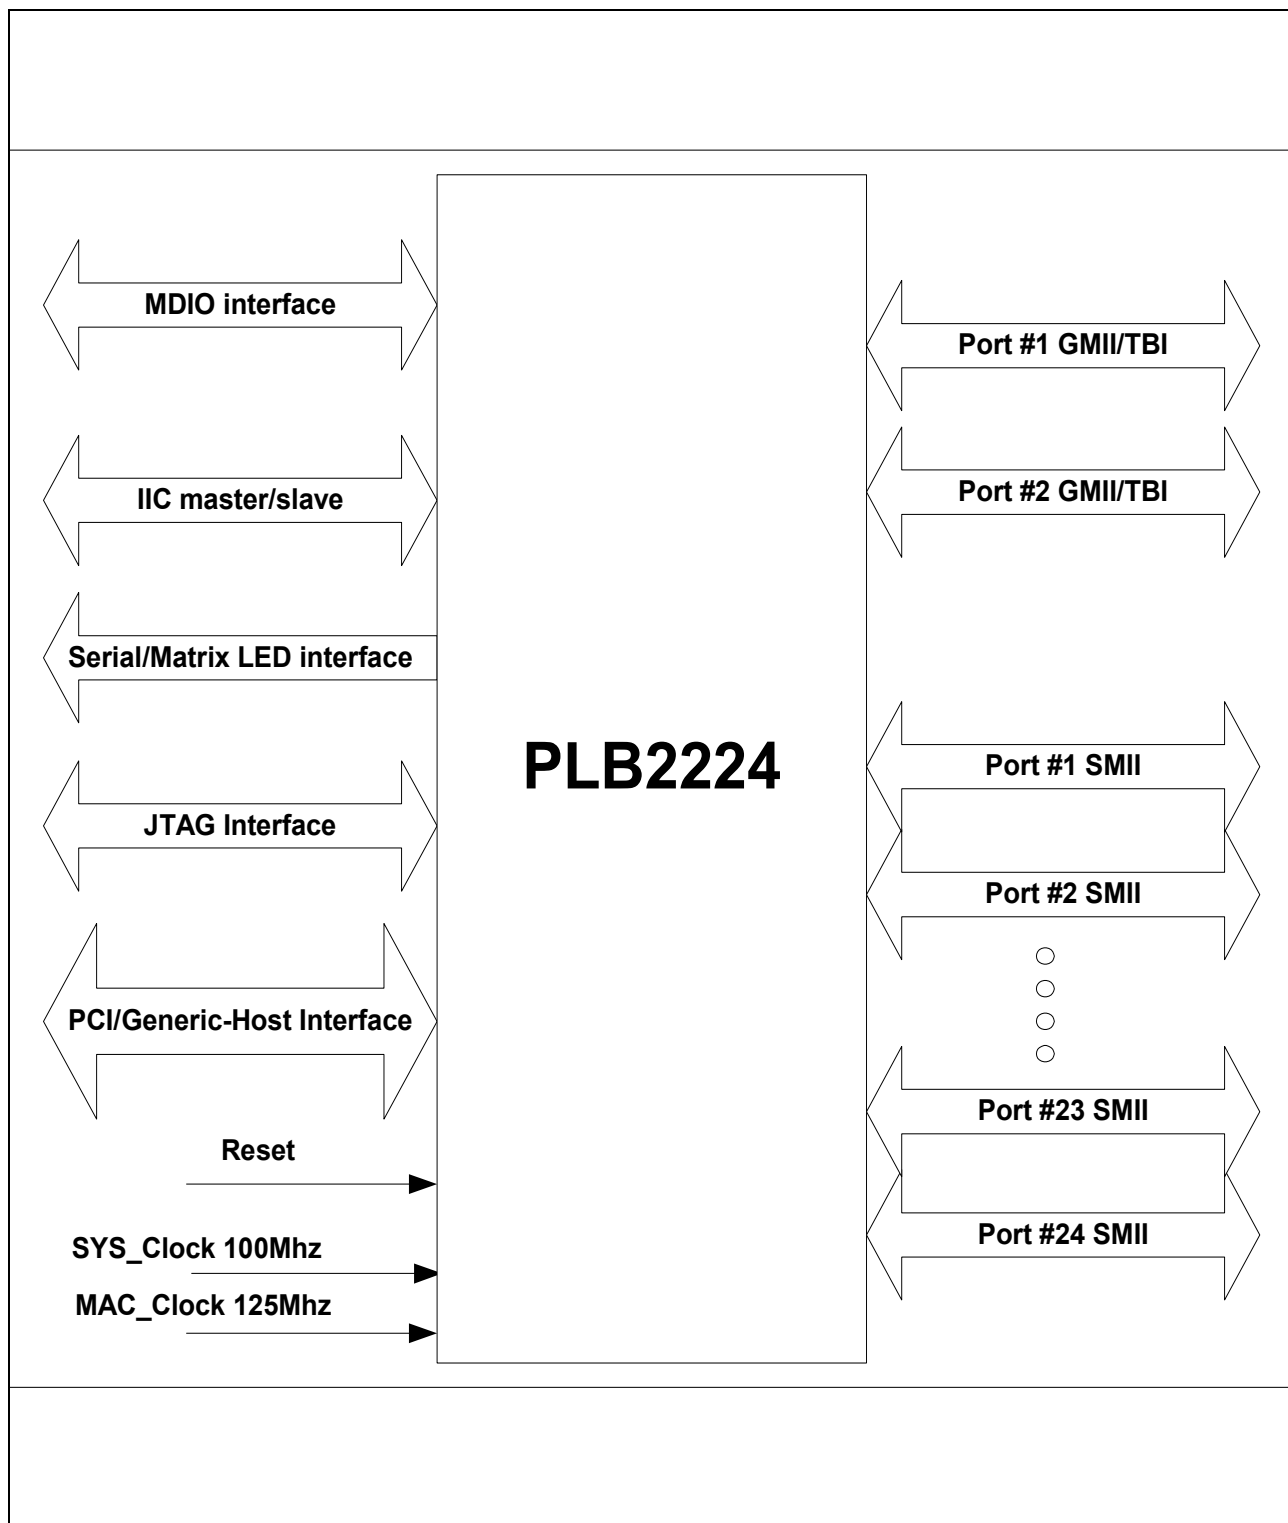 MDIO interface
IIC master/slave
Serial/Matrix LED interface
JTAG Interface
PCI/Generic-Host Interface
Reset
SYS_Clock 100Mhz
MAC_Clock 125Mhz
PLB2224
Port #1 GMII/TBI
Port #2 GMII/TBI
Port #1 SMII
Port #2 SMII
Port #23 SMII
Port #24 SMII